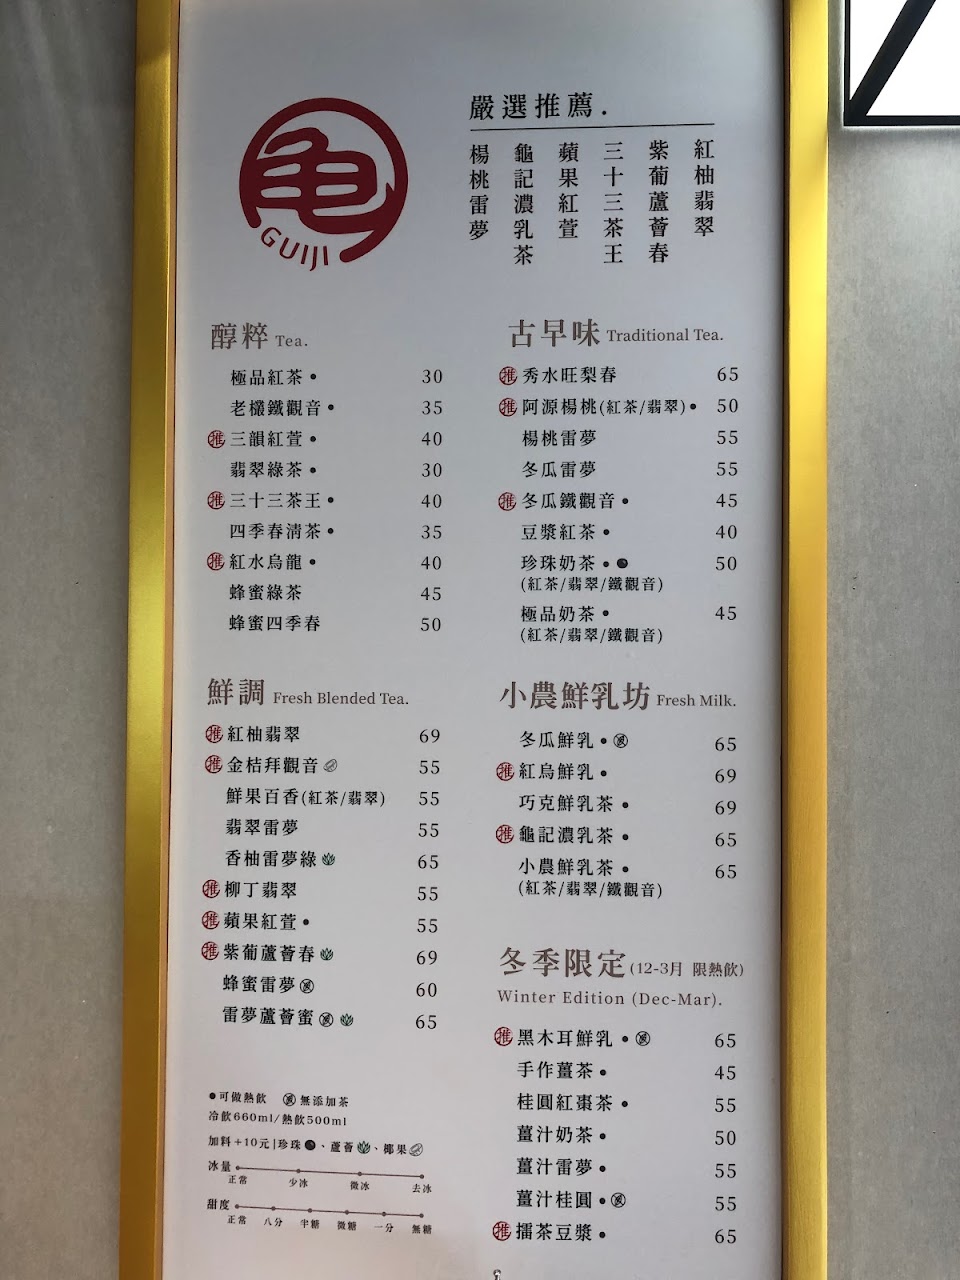 龜
GUIJI
嚴選推薦.
紅柚翡翠
紫葡蘆薈春
三十三茶王
蘋果紅萱
龜記濃乳茶
楊桃雷夢
醇粹 Tea.
極品紅茶 • 30
老欉鐵觀音 • 35
推 三韻紅萱 • 40
翡翠綠茶 • 30
推 三十三茶王 • 40
四季春清茶 • 35
推 紅水烏龍 • 40
蜂蜜綠茶 45
蜂蜜四季春 50
鮮調 Fresh Blended Tea.
推 紅柚翡翠 69
推 金桔拜觀音 55
鮮果百香(紅茶/翡翠) 55
翡翠雷夢 55
香柚雷夢綠 65
推 柳丁翡翠 55
推 蘋果紅萱 • 55
推 紫葡蘆薈春 69
蜂蜜雷夢 60
雷夢蘆薈蜜 65
•可做熱飲 無添加茶
冷飲660ml/熱飲500ml
加料+10元|珍珠、蘆薈、椰果
冰量
正常 少冰 微冰 去冰
甜度
正常 八分 半糖 微糖 一分 無糖
古早味 Traditional Tea.
推 秀水旺梨春 65
推 阿源楊桃(紅茶/翡翠) • 50
楊桃雷夢 55
冬瓜雷夢 55
推 冬瓜鐵觀音 • 45
豆漿紅茶 • 40
珍珠奶茶 • 50
(紅茶/翡翠/鐵觀音)
極品奶茶 • 45
(紅茶/翡翠/鐵觀音)
小農鮮乳坊 Fresh Milk.
冬瓜鮮乳 • 65
推 紅烏鮮乳 • 69
巧克鮮乳茶 • 69
推 龜記濃乳茶 • 65
小農鮮乳茶 • 65
(紅茶/翡翠/鐵觀音)
冬季限定(12-3月 限熱飲)
Winter Edition (Dec-Mar).
推 黑木耳鮮乳 • 65
手作薑茶 • 45
桂圓紅棗茶 • 55
薑汁奶茶 • 50
薑汁雷夢 • 55
薑汁桂圓 • 55
推 擂茶豆漿 • 65